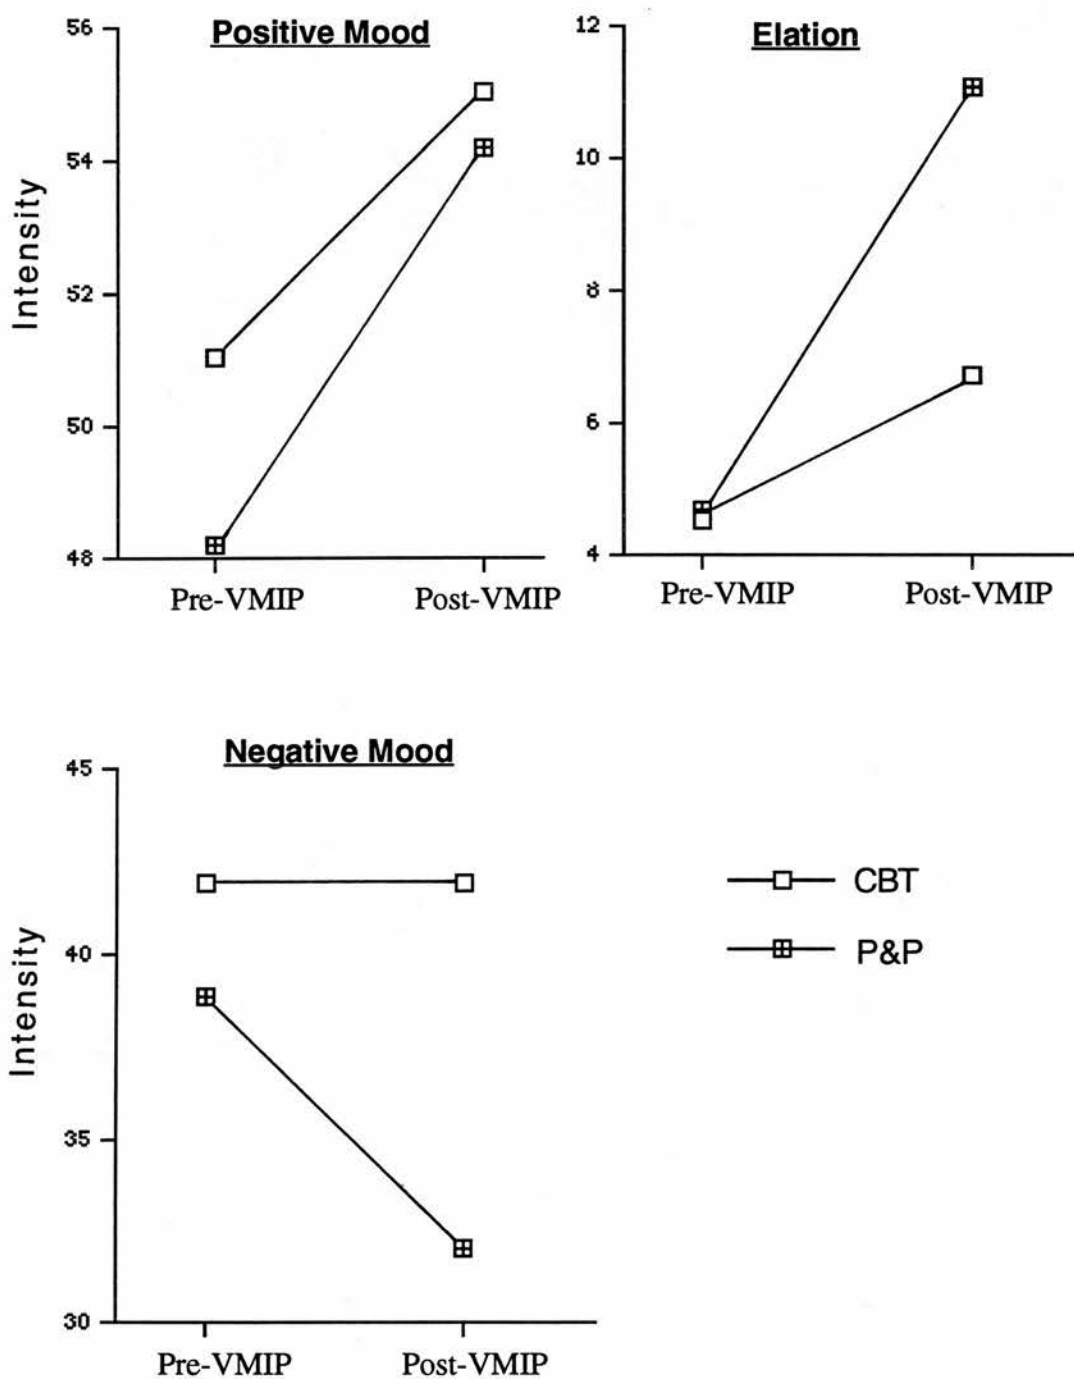 Positive Mood
56
54
52
50
48
Intensity
Pre-VMIP
Post-VMIP
Elation
12
10
8
6
4
Pre-VMIP
Post-VMIP
Negative Mood
45
40
35
30
Intensity
Pre-VMIP
Post-VMIP
CBT
P&P